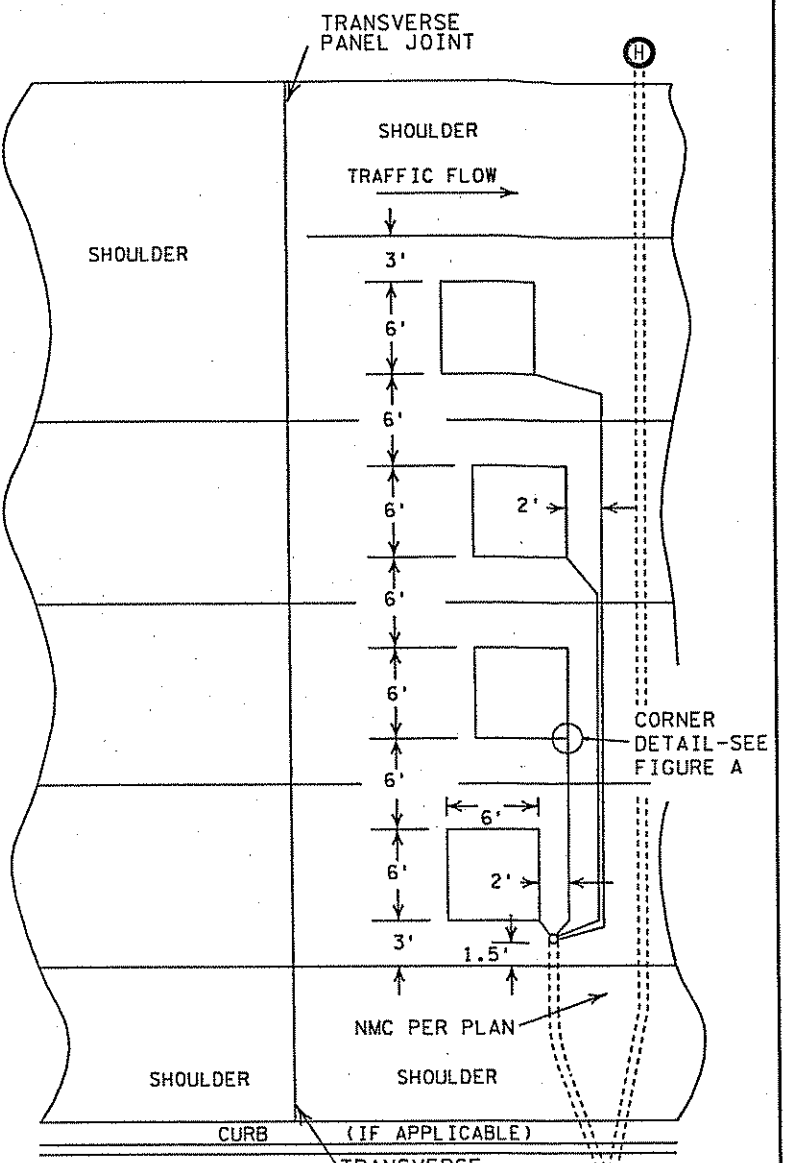 TRANSVERSE
PANEL JOINT
H
SHOULDER
TRAFFIC FLOW
SHOULDER
3'
6'
6'
6'
2'
6'
6'
CORNER
DETAIL-SEE
FIGURE A
6'
6'
6'
2'
3'
1.5'
NMC PER PLAN
SHOULDER
SHOULDER
CURB (IF APPLICABLE)
TRANSVERSE